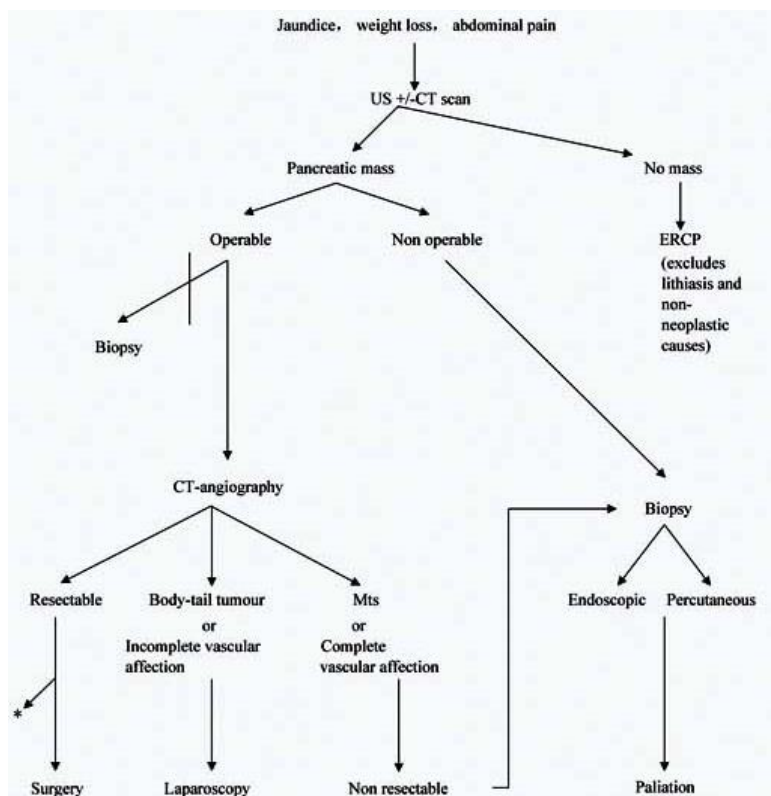 Jaundice, weight loss, abdominal pain
US +/-CT scan
Pancreatic mass
No mass
Operable
Non operable
ERCP
(excludes
lithiasis and
non-
neoplastic
causes)
Biopsy
CT-angiography
Biopsy
Resectable
Body-tail tumour
or
Incomplete vascular
affection
Mts
or
Complete
vascular affection
Endoscopic
Percutaneous
*
Surgery
Laparoscopy
Non resectable
Paliation